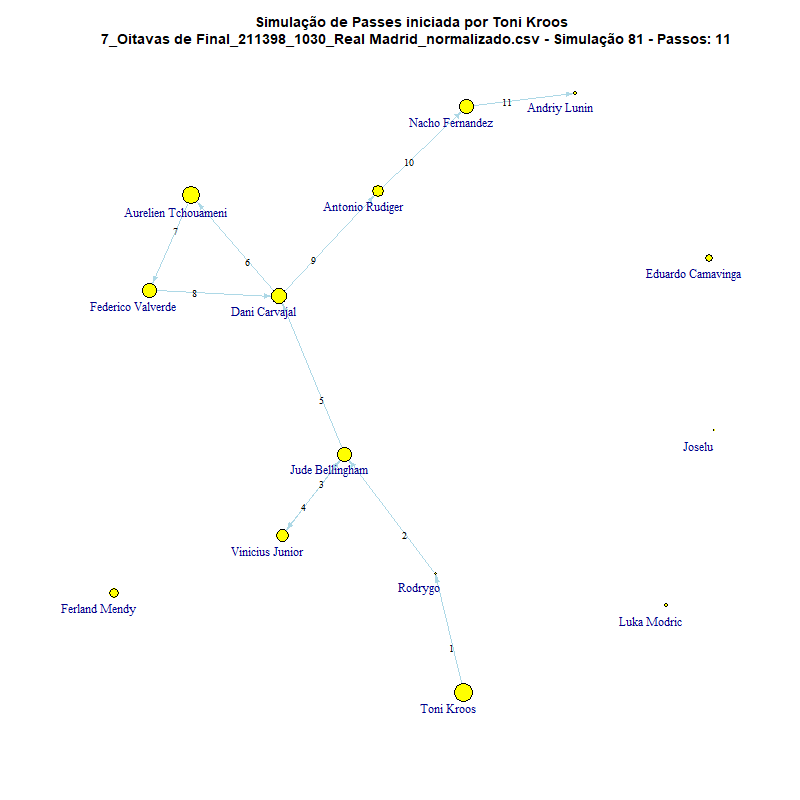 Simulação de Passes iniciada por Toni Kroos
7_Oitavas de Final_211398_1030_Real Madrid_normalizado.csv - Simulação 81 - Passos: 11
11
Andriy Lunin
Nacho Fernandez
10
Antonio Rudiger
Aurelien Tchouameni
7
6
9
Eduardo Camavinga
8
Federico Valverde
Dani Carvajal
5
Joselu
Jude Bellingham
3
4
2
Vinicius Junior
Rodrygo
Ferland Mendy
Luka Modric
1
Toni Kroos